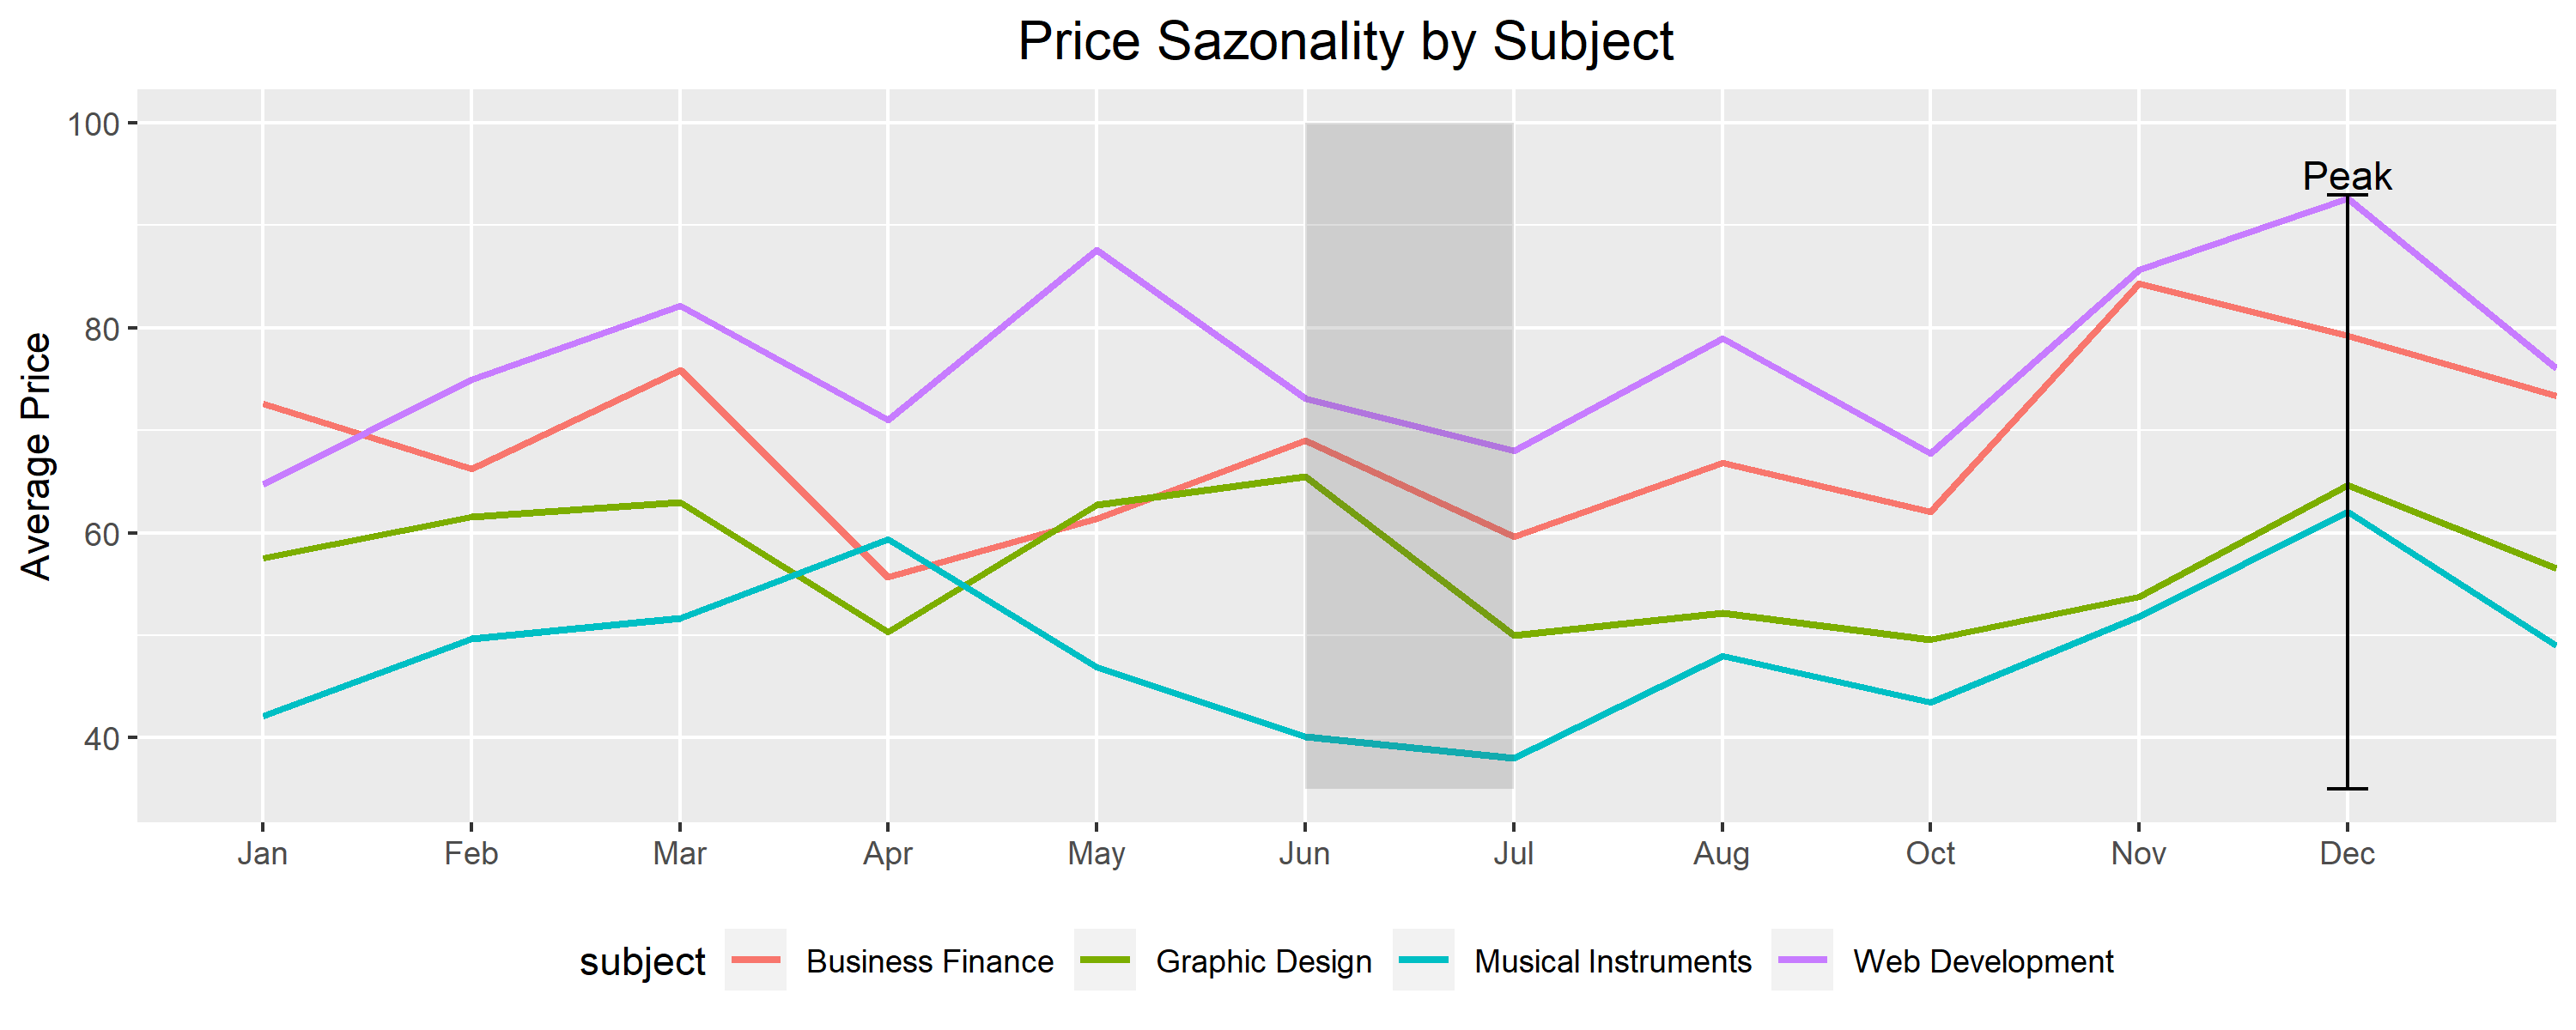 Price Sazonality by Subject
Average Price
100
80
60
40
Peak
Jan Feb Mar Apr May Jun Jul Aug Oct Nov Dec
subject Business Finance Graphic Design Musical Instruments Web Development